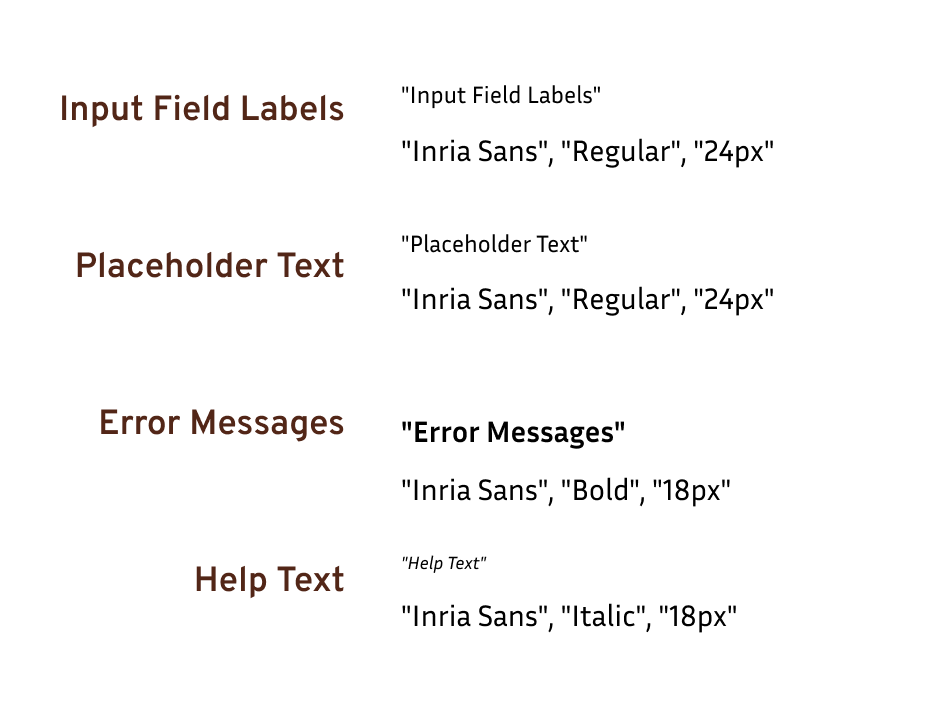 Input Field Labels
"Input Field Labels"
"Inria Sans", "Regular", "24px"
Placeholder Text
"Placeholder Text"
"Inria Sans", "Regular", "24px"
Error Messages
"Error Messages"
"Inria Sans", "Bold", "18px"
Help Text
"Help Text"
"Inria Sans", "Italic", "18px"